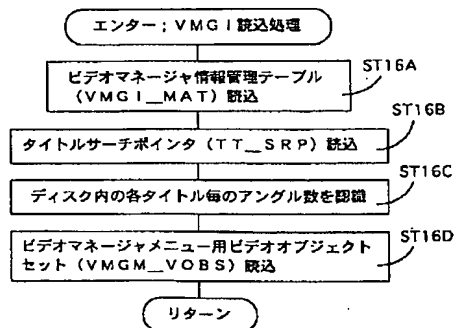 エンター；ＶＭＧＩ読込処理
ST16A
ビデオマネージャ情報管理テーブル
（ＶＭＧＩ＿ＭＡＴ）読込
ST16B
タイトルサーチポインタ（ＴＴ＿ＳＲＰ）読込
ST16C
ディスク内の各タイトル毎のアングル数を認識
ST16D
ビデオマネージャメニュー用ビデオオブジェクト
セット（ＶＭＧＭ＿ＶＯＢＳ）読込
リターン